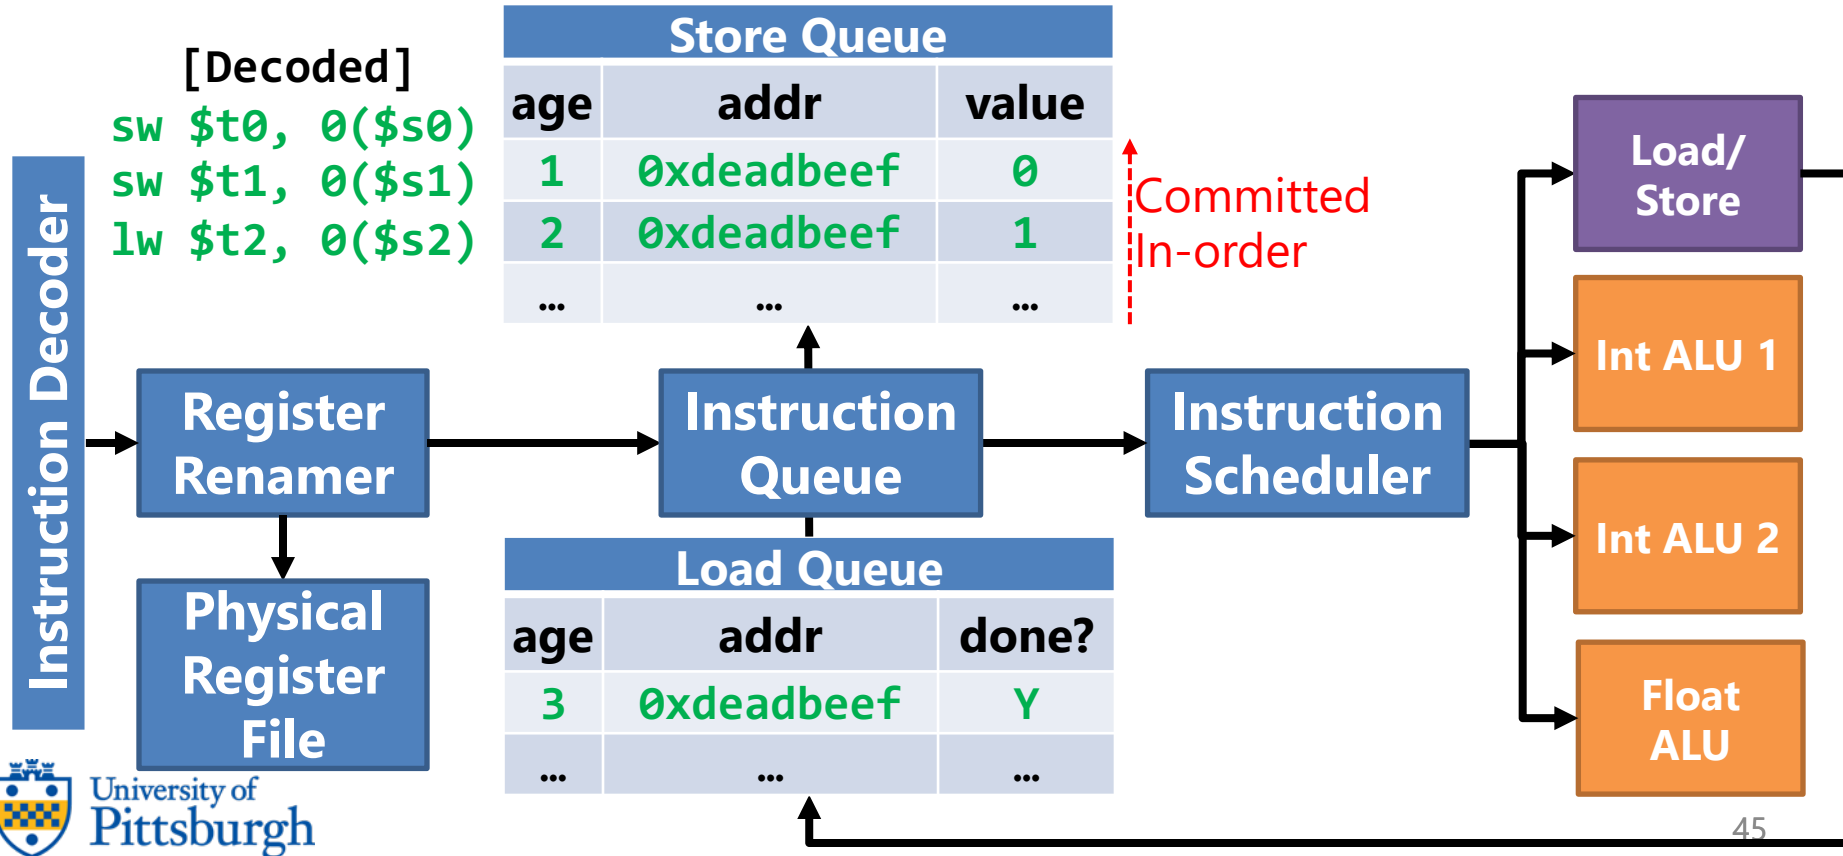 [Decoded]
sw $t0, 0($s0)
sw $t1, 0($s1)
lw $t2, 0($s2)
Store Queue
age addr value
1 0xdeadbeef 0
2 0xdeadbeef 1
... ... ...
Committed
In-order
Instruction Decoder
Register
Renamer
Physical
Register
File
Instruction
Queue
Load Queue
age addr done?
3 0xdeadbeef Y
... ... ...
Instruction
Scheduler
Load/
Store
Int ALU 1
Int ALU 2
Float
ALU
University of
Pittsburgh
45